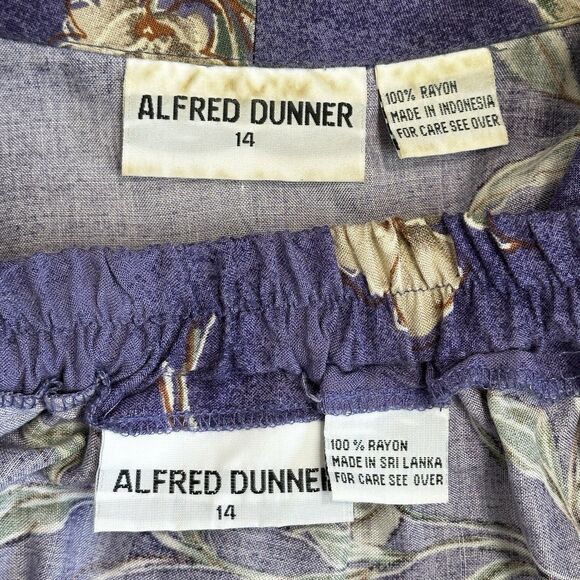 ALFRED DUNNER
14
100% RAYON
MADE IN INDONESIA
FOR CARE SEE OVER
ALFRED DUNNE
14
100% RAYON
MADE IN SRI LANKA
FOR CARE SEE OVER